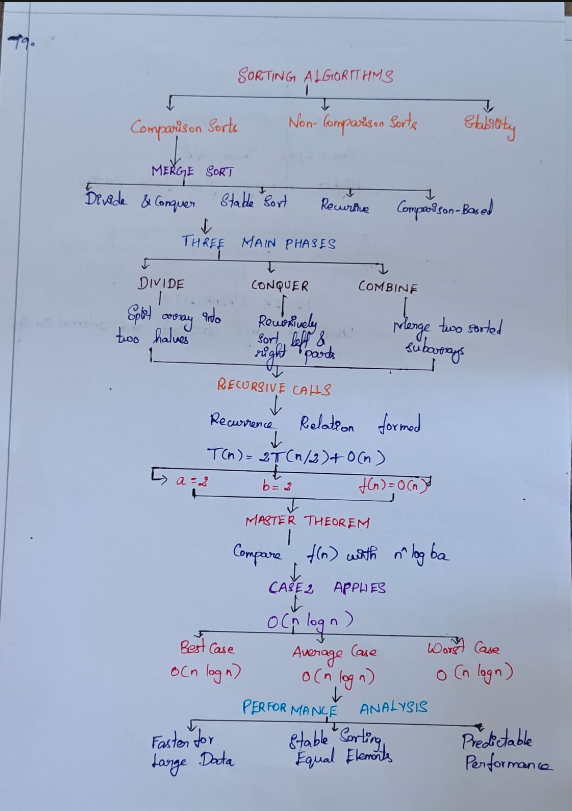 79.
SORTING ALGORITHMS
Comparison Sorts Non-Comparison Sorts Stability
MERGE SORT
Divide & Conquer Stable Sort Recursive Comparison-Based
THREE MAIN PHASES
DIVIDE CONQUER COMBINE
Split array into
two halves
Recursively
sort left &
right parts
Merge two sorted
subarrays
RECURSIVE CALLS
Recurrence Relation formed
T(n) = 2T(n/2) + O(n)
a = 2 b = 2 f(n) = O(n)
MASTER THEOREM
Compare f(n) with n^log ba
CASE 2 APPLIES
O(n log n)
Best Case Average Case Worst Case
O(n log n) O(n log n) O(n log n)
PERFORMANCE ANALYSIS
Faster for
Large Data
Stable Sorting
Equal Elements
Predictable
Performance